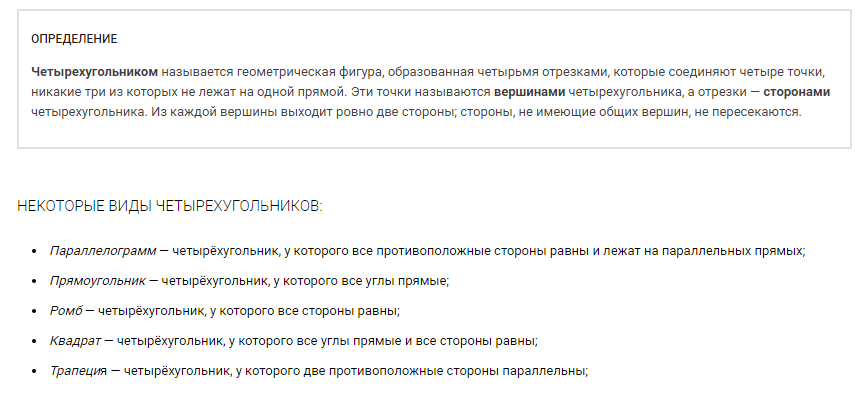 ОПРЕДЕЛЕНИЕ
Четырехугольником называется геометрическая фигура, образованная четырьмя отрезками, которые соединяют четыре точки,
никакие три из которых не лежат на одной прямой. Эти точки называются вершинами четырехугольника, а отрезки — сторонами
четырехугольника. Из каждой вершины выходит ровно две стороны; стороны, не имеющие общих вершин, не пересекаются.
НЕКОТОРЫЕ ВИДЫ ЧЕТЫРЕХУГОЛЬНИКОВ:
• Параллелограмм — четырёхугольник, у которого все противоположные стороны равны и лежат на параллельных прямых;
• Прямоугольник — четырёхугольник, у которого все углы прямые;
• Ромб — четырёхугольник, у которого все стороны равны;
• Квадрат — четырёхугольник, у которого все углы прямые и все стороны равны;
• Трапеция — четырёхугольник, у которого две противоположные стороны параллельны;